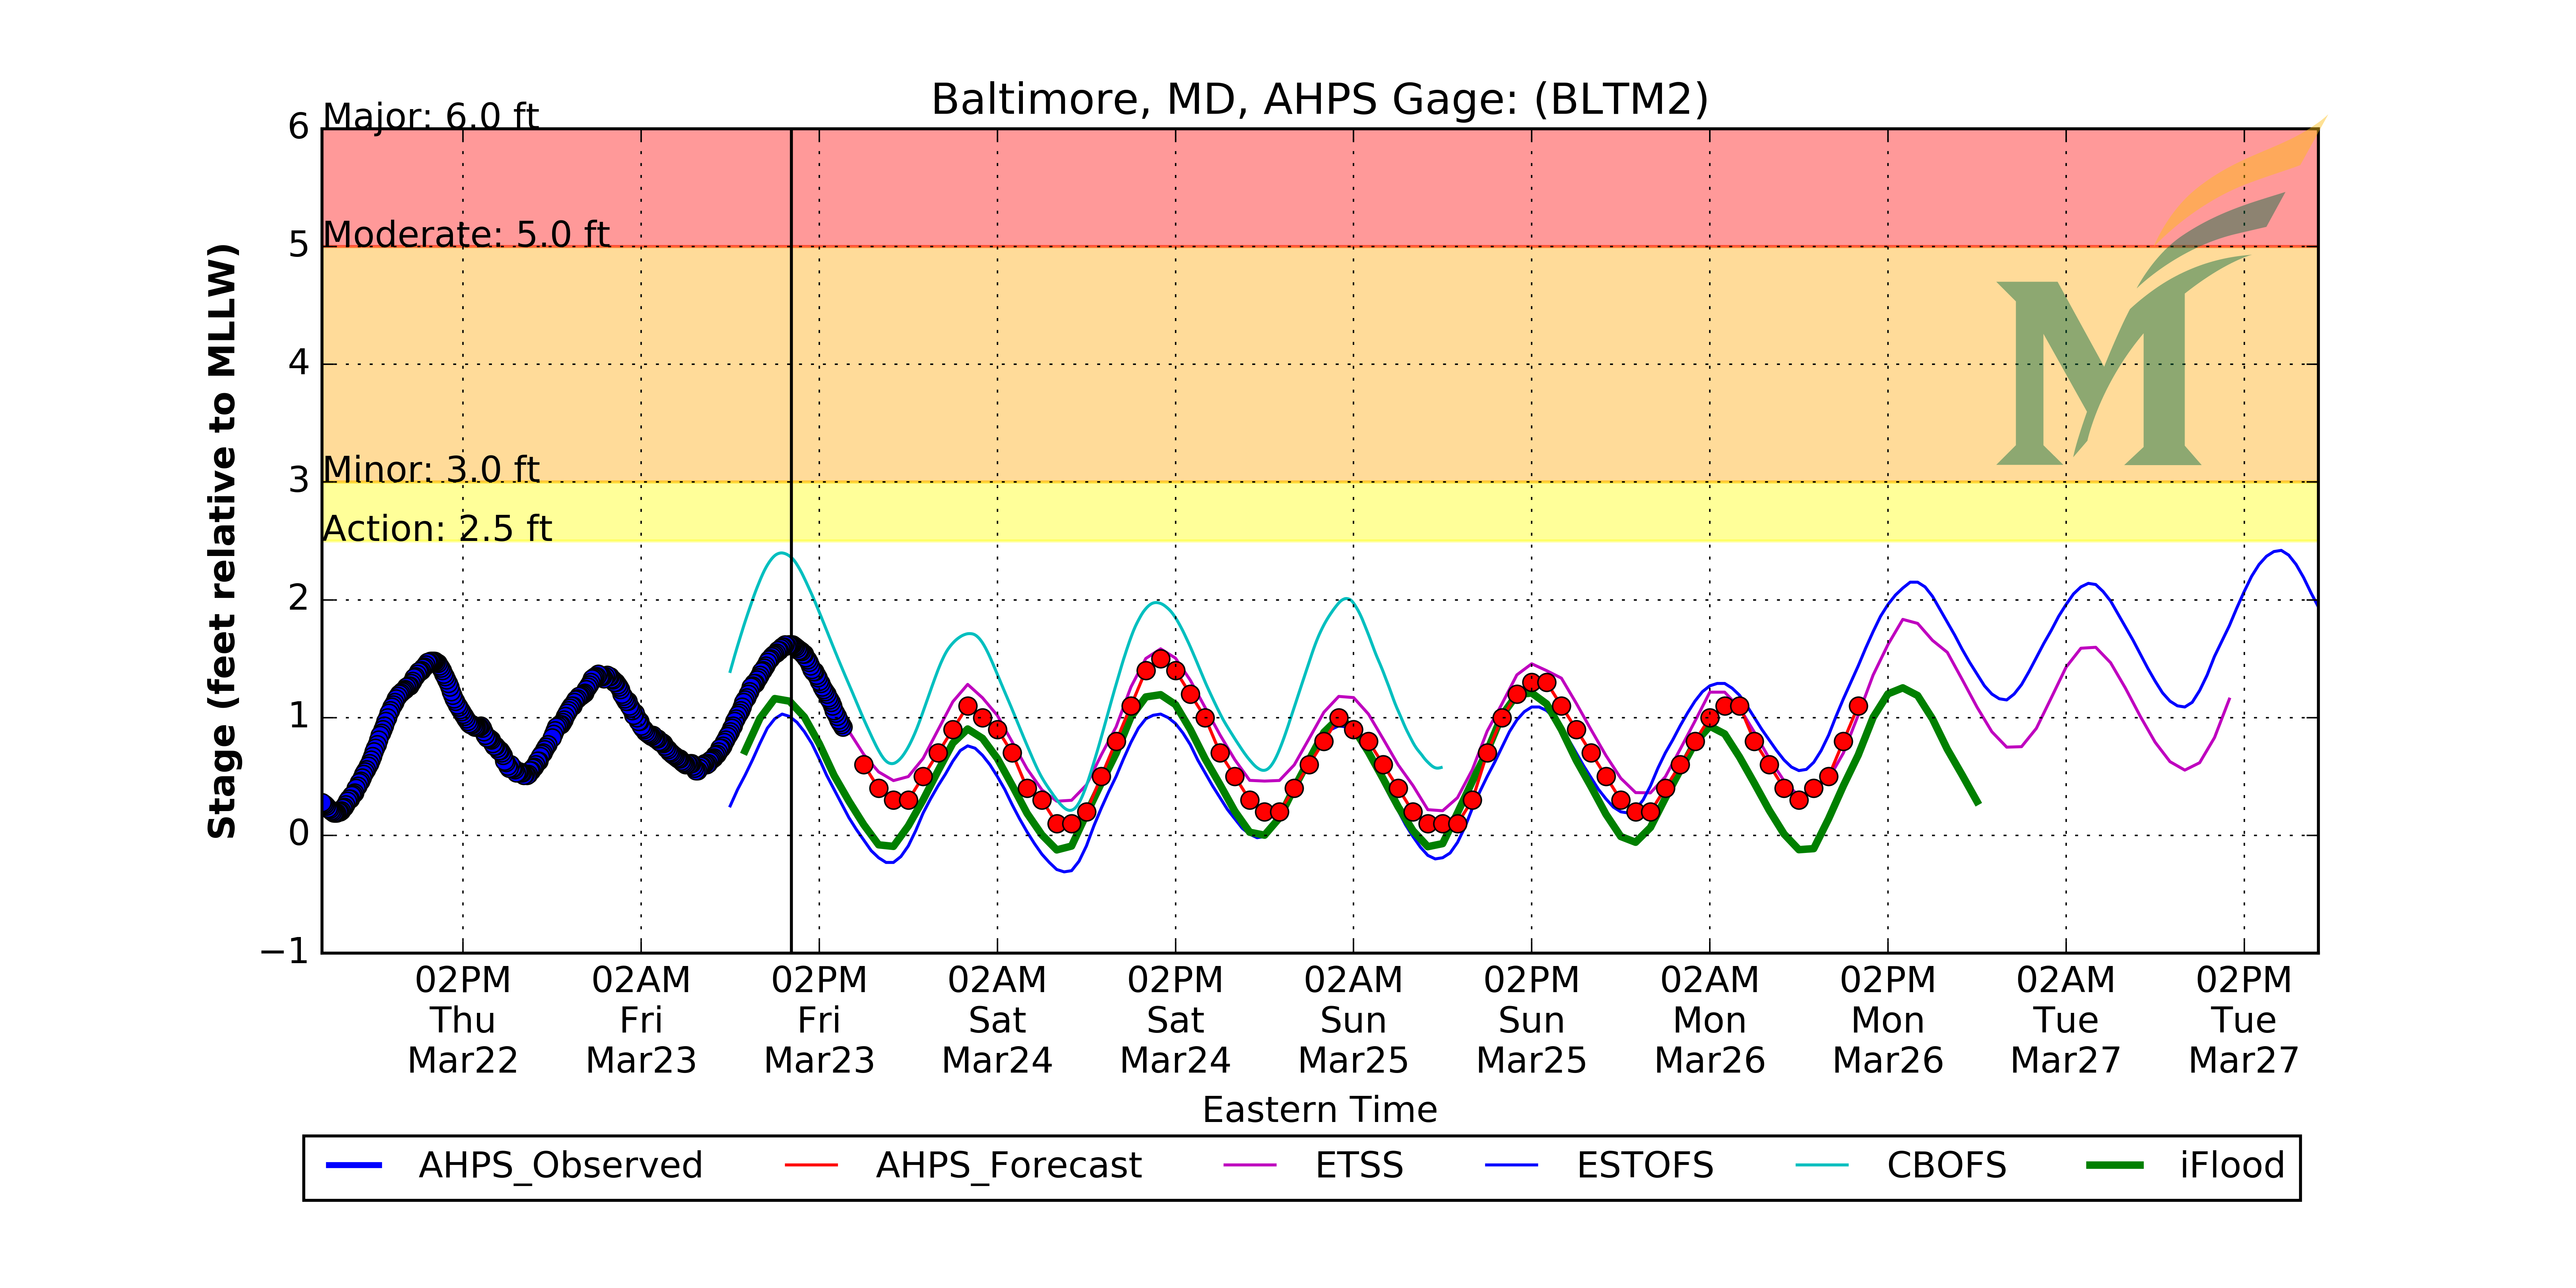 Baltimore, MD, AHPS Gage: (BLTM2)
Stage (feet relative to MLLW)
6
5
4
3
2
1
0
−1
Major: 6.0 ft
Moderate: 5.0 ft
Minor: 3.0 ft
Action: 2.5 ft
M
02PM 02AM 02PM 02AM 02PM 02AM 02PM 02AM 02PM 02AM 02PM
Thu Fri Fri Sat Sat Sun Sun Mon Mon Tue Tue
Mar22 Mar23 Mar23 Mar24 Mar24 Mar25 Mar25 Mar26 Mar26 Mar27 Mar27
Eastern Time
AHPS_Observed AHPS_Forecast ETSS ESTOFS CBOFS iFlood